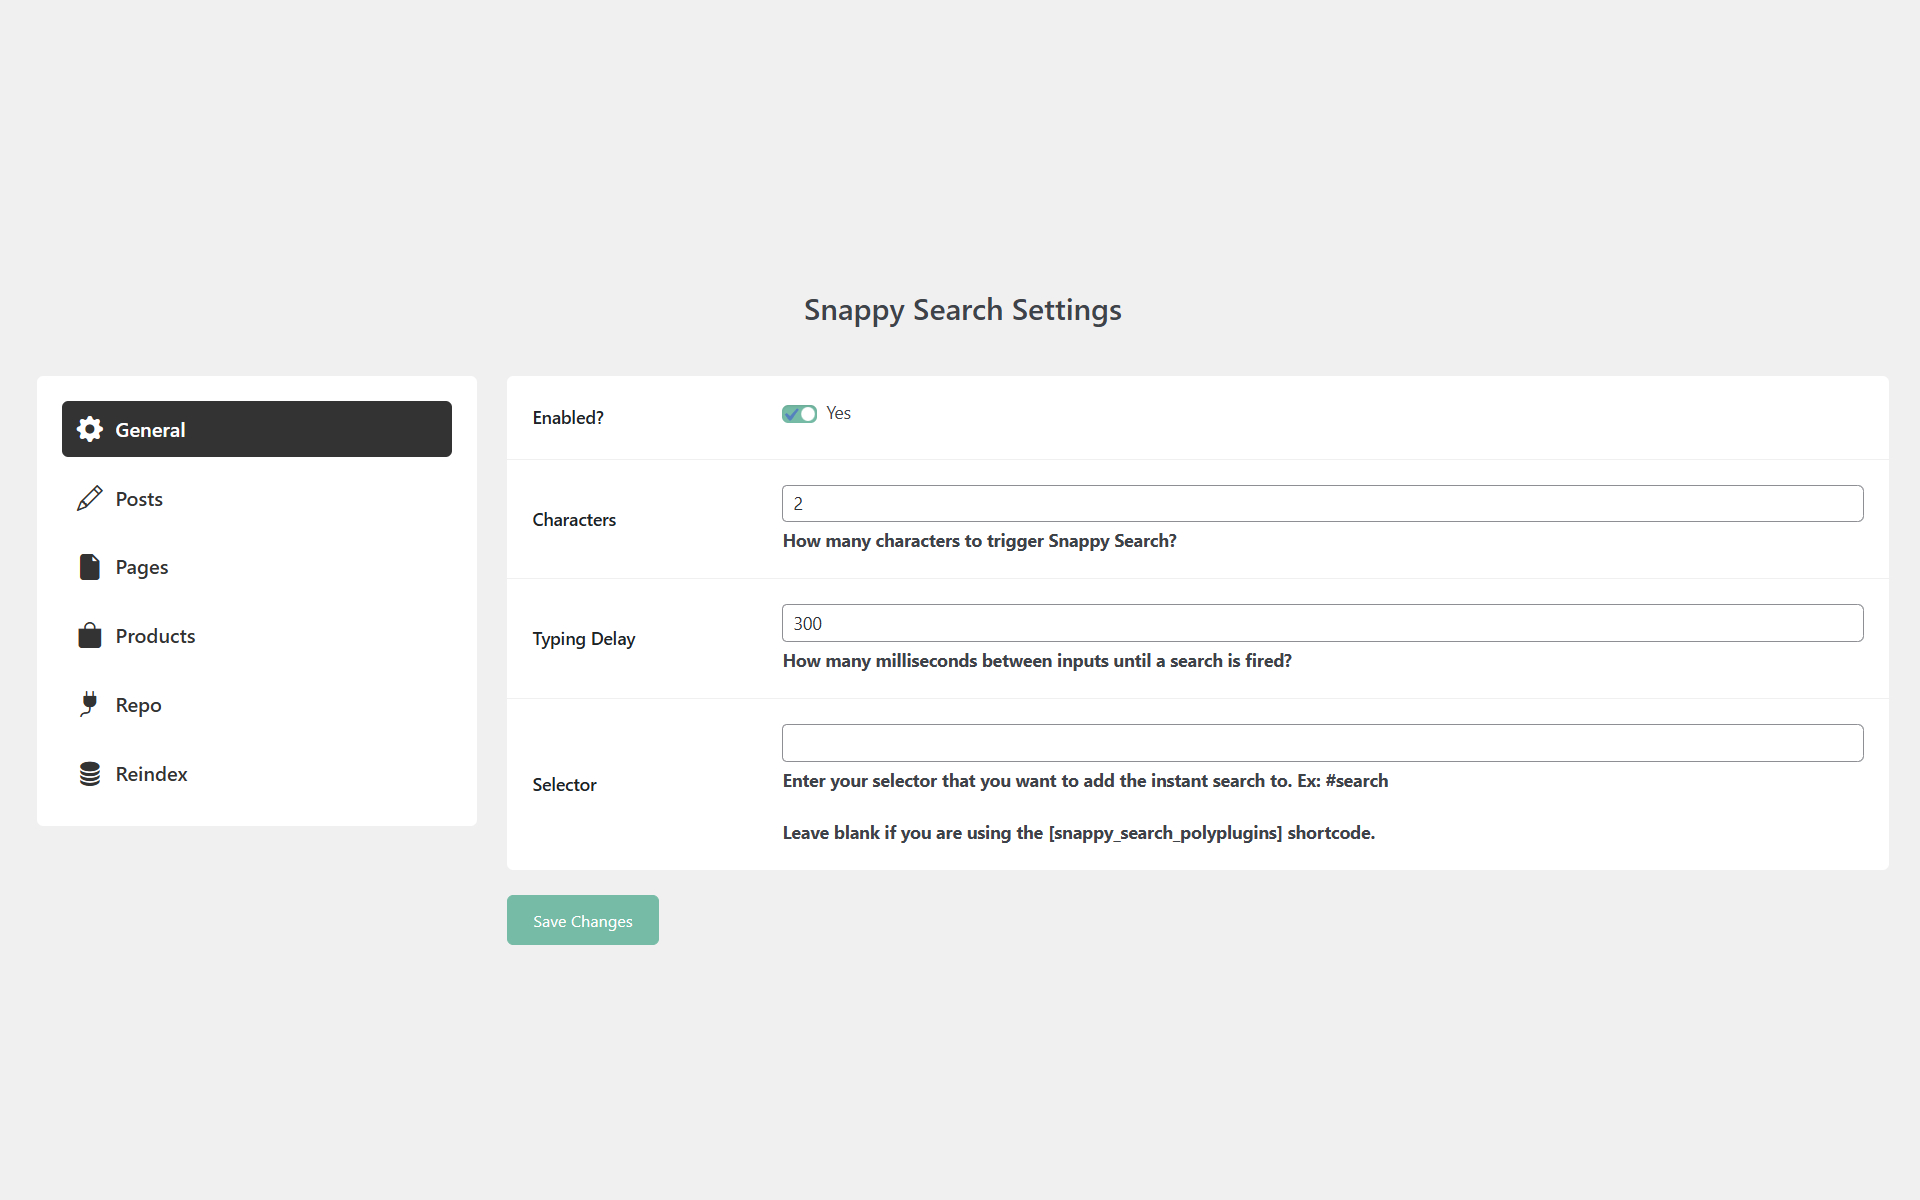 Snappy Search Settings
General
Posts
Pages
Products
Repo
Reindex
Enabled?
Yes
Characters
2
How many characters to trigger Snappy Search?
Typing Delay
300
How many milliseconds between inputs until a search is fired?
Selector
Enter your selector that you want to add the instant search to. Ex: #search
Leave blank if you are using the [snappy_search_polyplugins] shortcode.
Save Changes